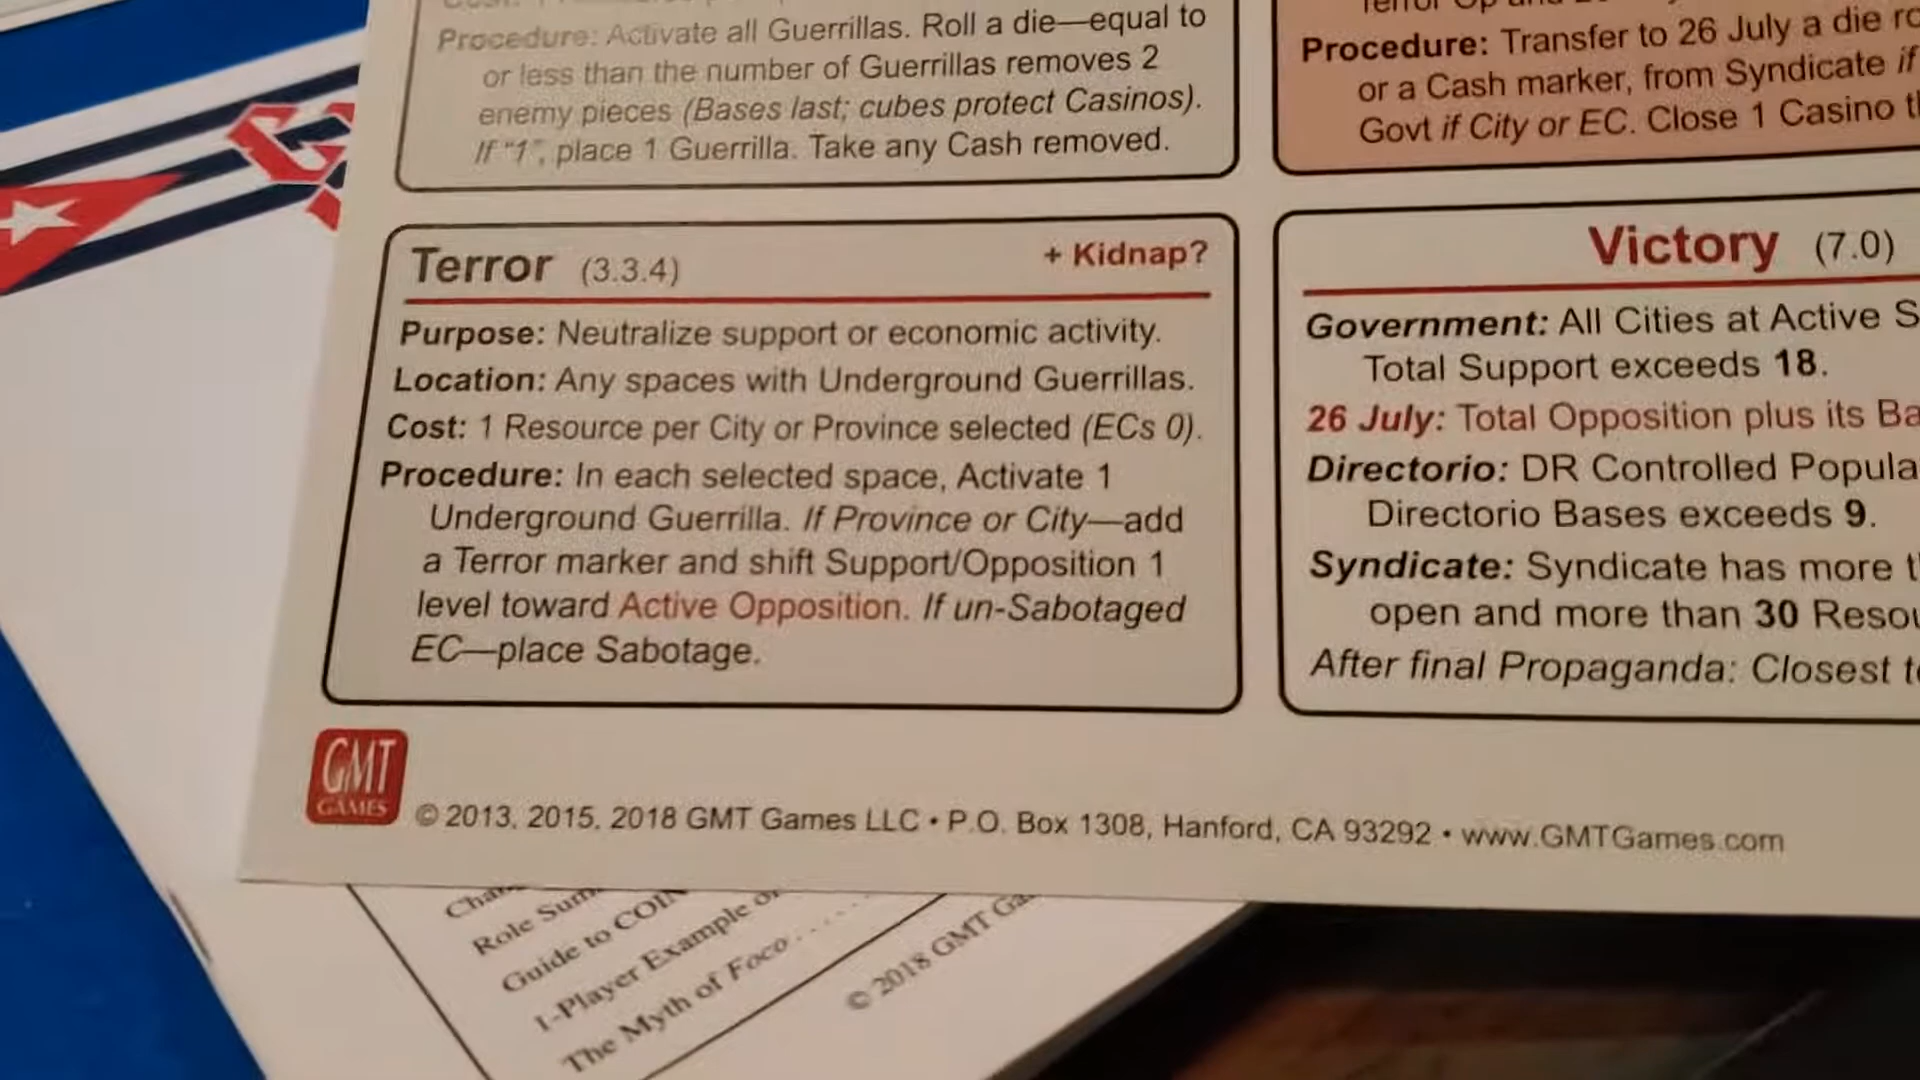 Procedure: Activate all Guerrillas. Roll a die—equal to
or less than the number of Guerrillas removes 2
enemy pieces (Bases last; cubes protect Casinos).
If "1", place 1 Guerrilla. Take any Cash removed.
Terror (3.3.4)
+ Kidnap?
Purpose: Neutralize support or economic activity.
Location: Any spaces with Underground Guerrillas.
Cost: 1 Resource per City or Province selected (ECs 0).
Procedure: In each selected space, Activate 1
Underground Guerrilla. If Province or City—add
a Terror marker and shift Support/Opposition 1
level toward Active Opposition. If un-Sabotaged
EC—place Sabotage.
Terror Op and
Procedure: Transfer to 26 July a die
or a Cash marker, from Syndicate if
Govt if City or EC. Close 1 Casino
Victory (7.0)
Government: All Cities at Active
Total Support exceeds 18.
26 July: Total Opposition plus its
Directorio: DR Controlled
Directorio Bases exceeds 9.
Syndicate: Syndicate has more
open and more than 30
After final Propaganda: Closest
GMT
GAMES
© 2013, 2015, 2018 GMT Games LLC • P.O. Box 1308, Hanford, CA 93292 • www.GMTGames.com
Role
Guide to COIN
1-Player Example
The Myth of Foco . . . . . .
© 2018 GMT